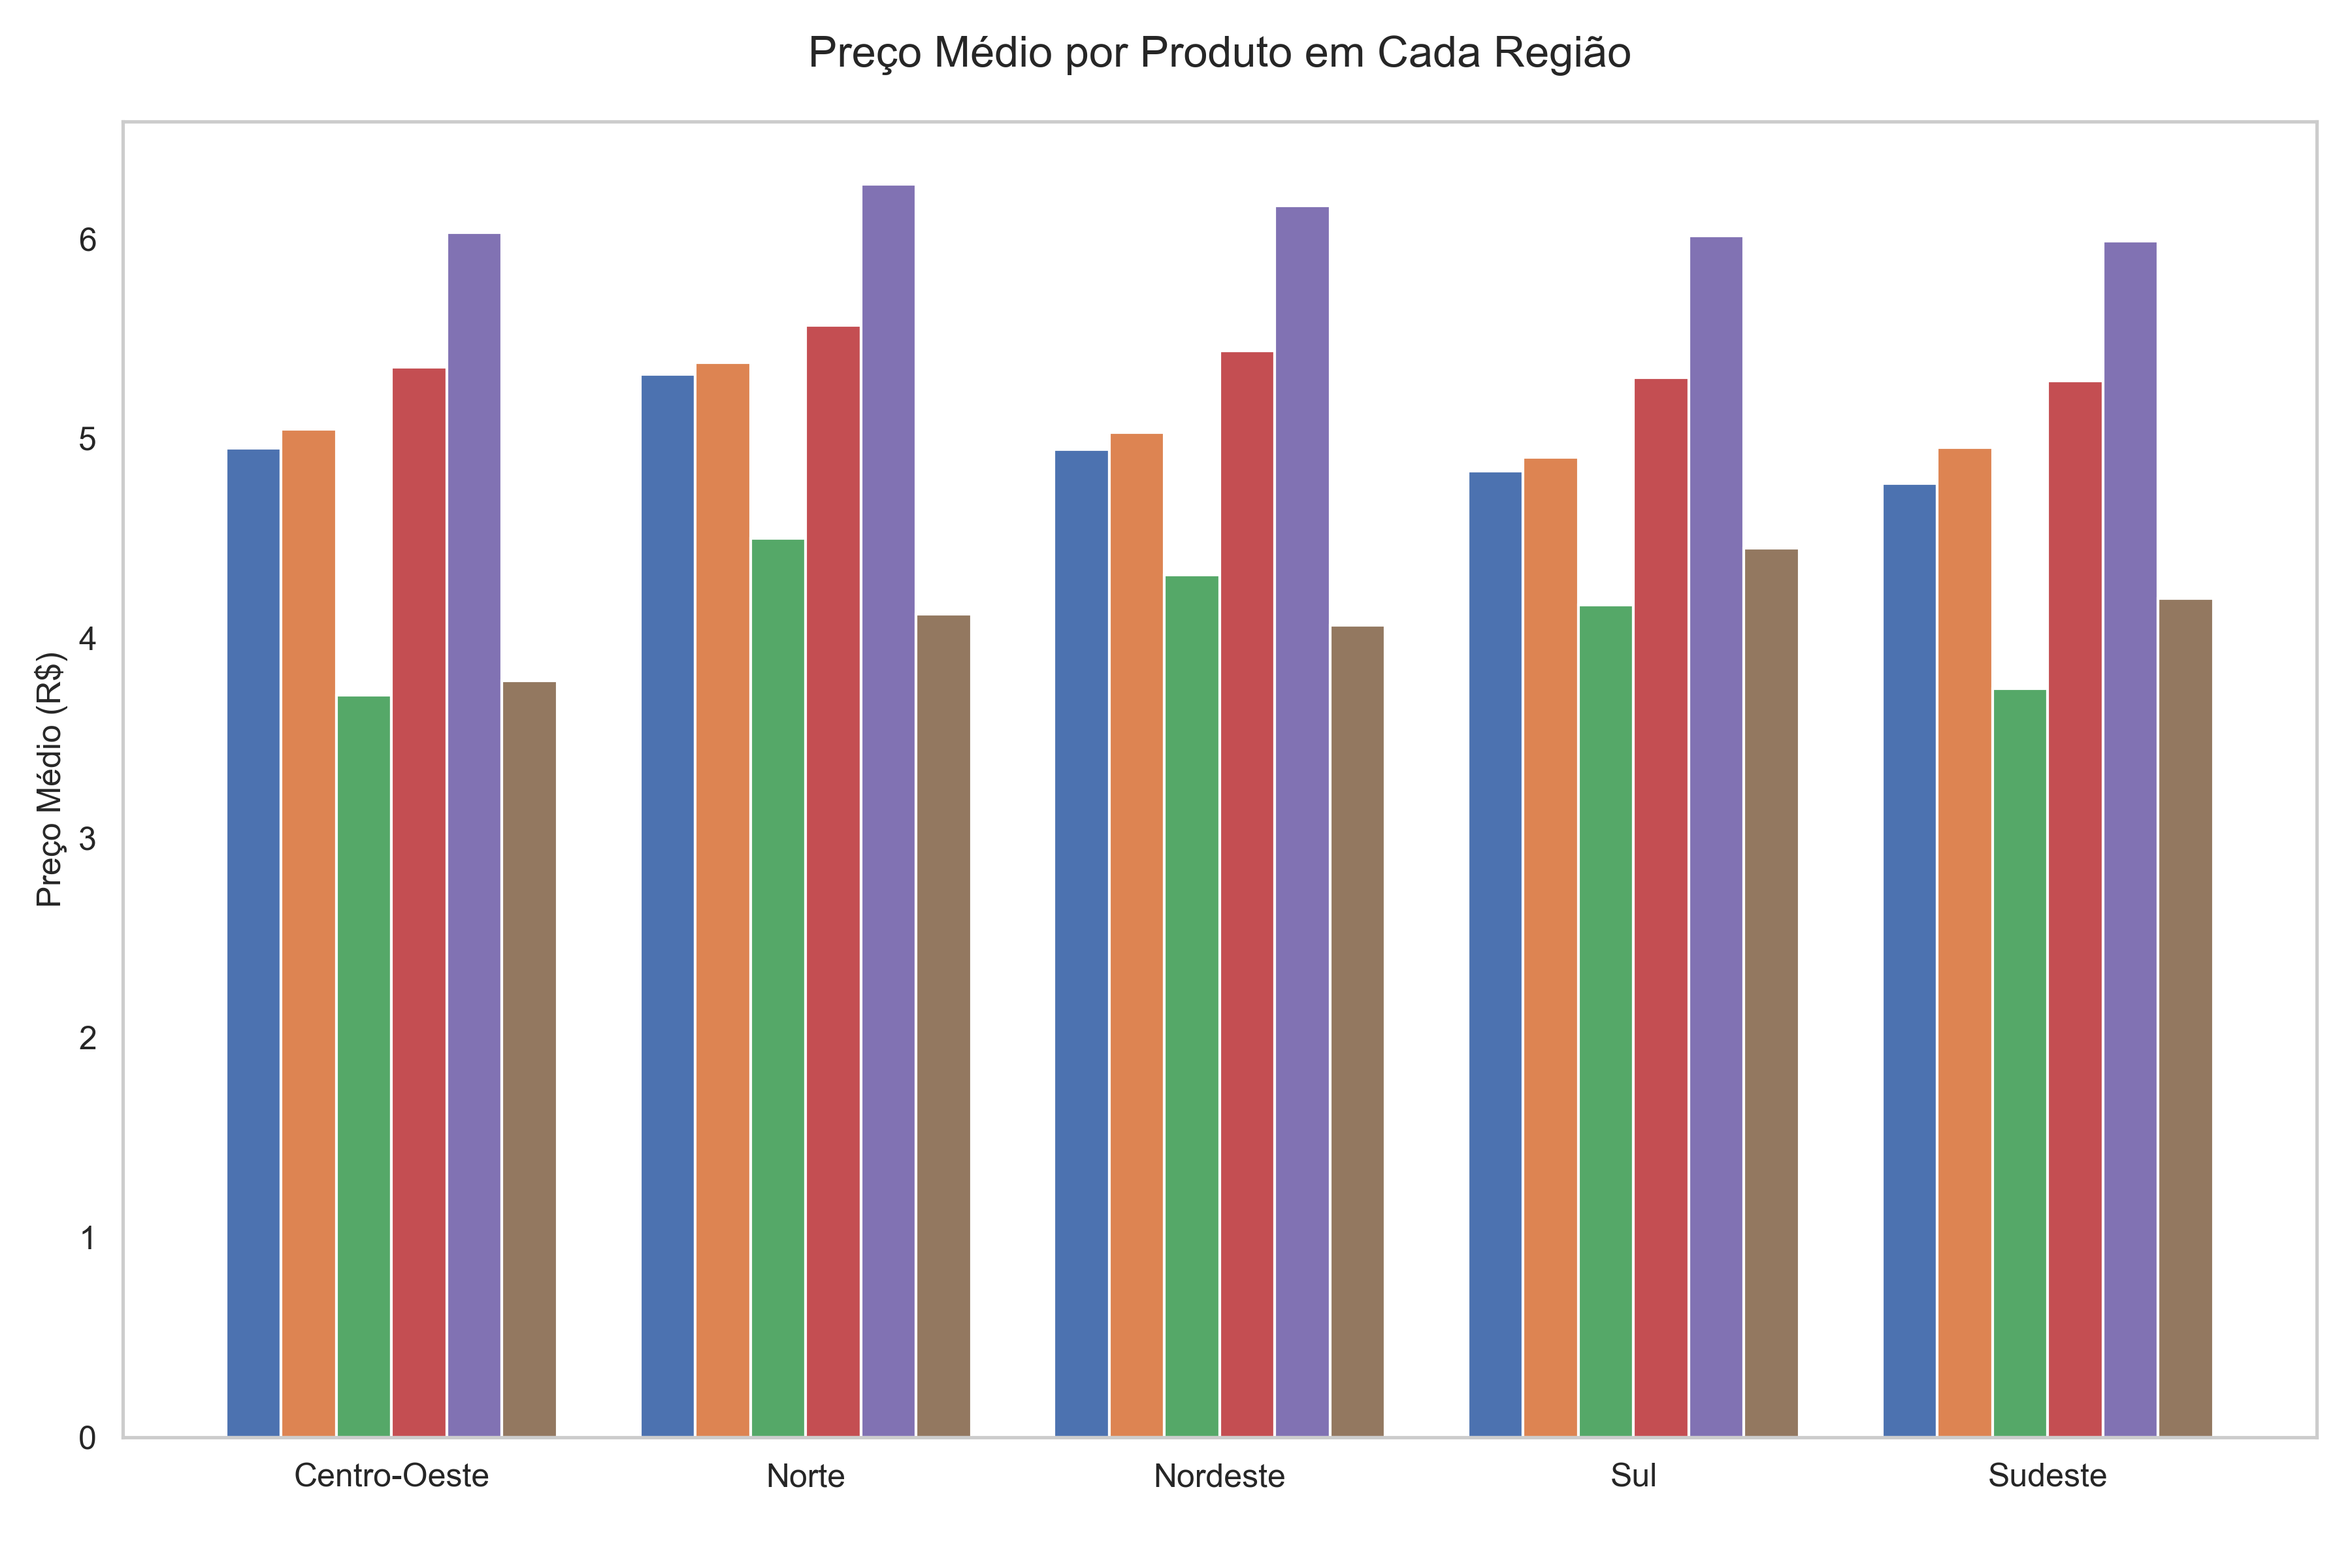 Preço Médio por Produto em Cada Região
Preço Médio (R$)
6
5
4
3
2
1
0
Centro-Oeste
Norte
Nordeste
Sul
Sudeste